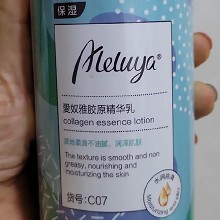 保湿
Meluya®
愛奴雅胶原精华乳
collagen essence lotion
质地柔滑不油腻，润泽肌肤
The texture is smooth and non
greasy, nourishing and
moisturizing the skin
货号:C07